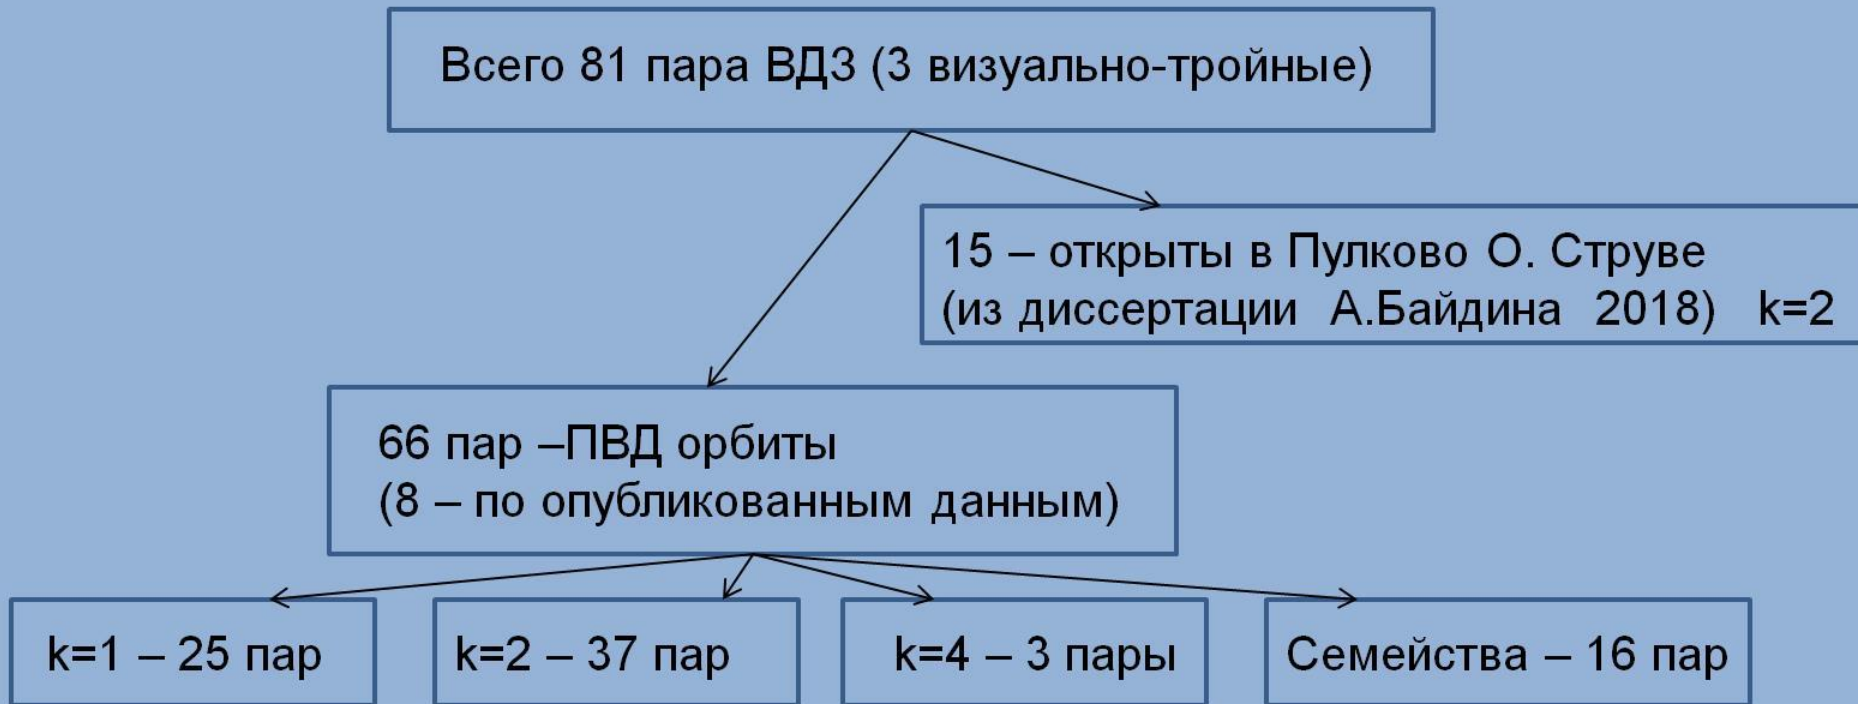 Всего 81 пара ВДЗ (3 визуально-тройные)
15 – открыты в Пулково О. Струве
(из диссертации А.Байдина 2018) k=2
66 пар –ПВД орбиты
(8 – по опубликованным данным)
k=1 – 25 пар
k=2 – 37 пар
k=4 – 3 пары
Семейства – 16 пар